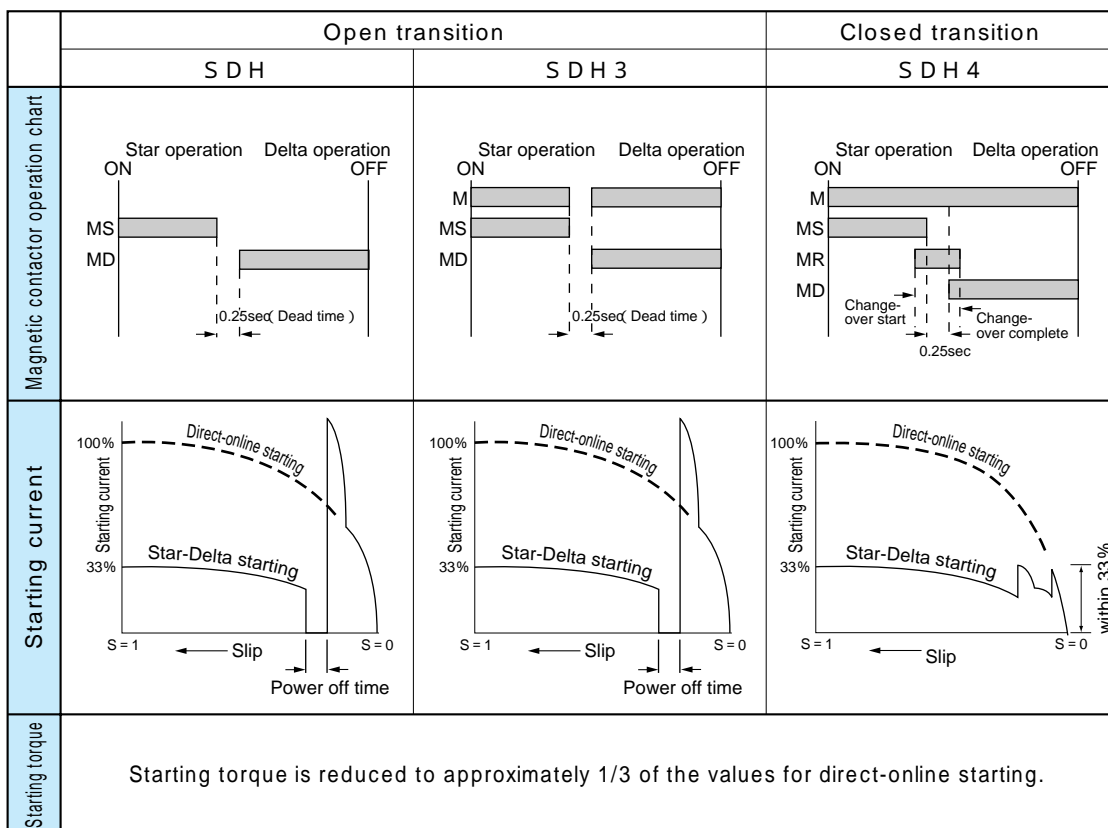 Open transition
Closed transition
SDH
SDH3
SDH4
Magnetic contactor operation chart
Star operation Delta operation
ON OFF
MS
MD
0.25sec( Dead time )
Star operation Delta operation
ON OFF
M
MS
MD
0.25sec( Dead time )
Star operation Delta operation
ON OFF
M
MS
MR
MD
Change-
over start
Change-
over complete
0.25sec
Starting current
100%
Direct-online starting
Starting current
Star-Delta starting
33%
S = 1
Slip
S = 0
Power off time
100%
Direct-online starting
Starting current
Star-Delta starting
33%
S = 1
Slip
S = 0
Power off time
100%
Direct-online starting
Starting current
Star-Delta starting
33%
within 33%
S = 1
Slip
S = 0
Starting torque
Starting torque is reduced to approximately 1/3 of the values for direct-online starting.